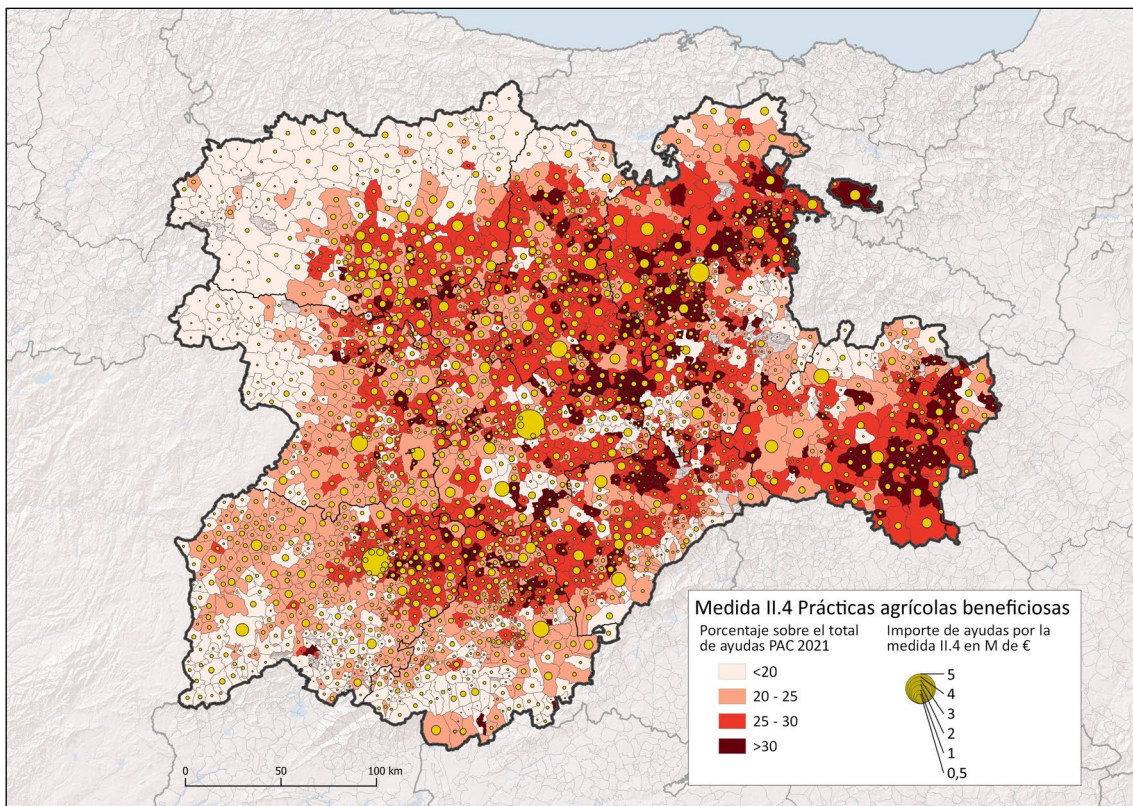 Medida II.4 Prácticas agrícolas beneficiosas
Porcentaje sobre el total
de ayudas PAC 2021
<20
20 - 25
25 - 30
>30
Importe de ayudas por la
medida II.4 en M de €
5
4
3
2
1
0,5
0 50 100 km